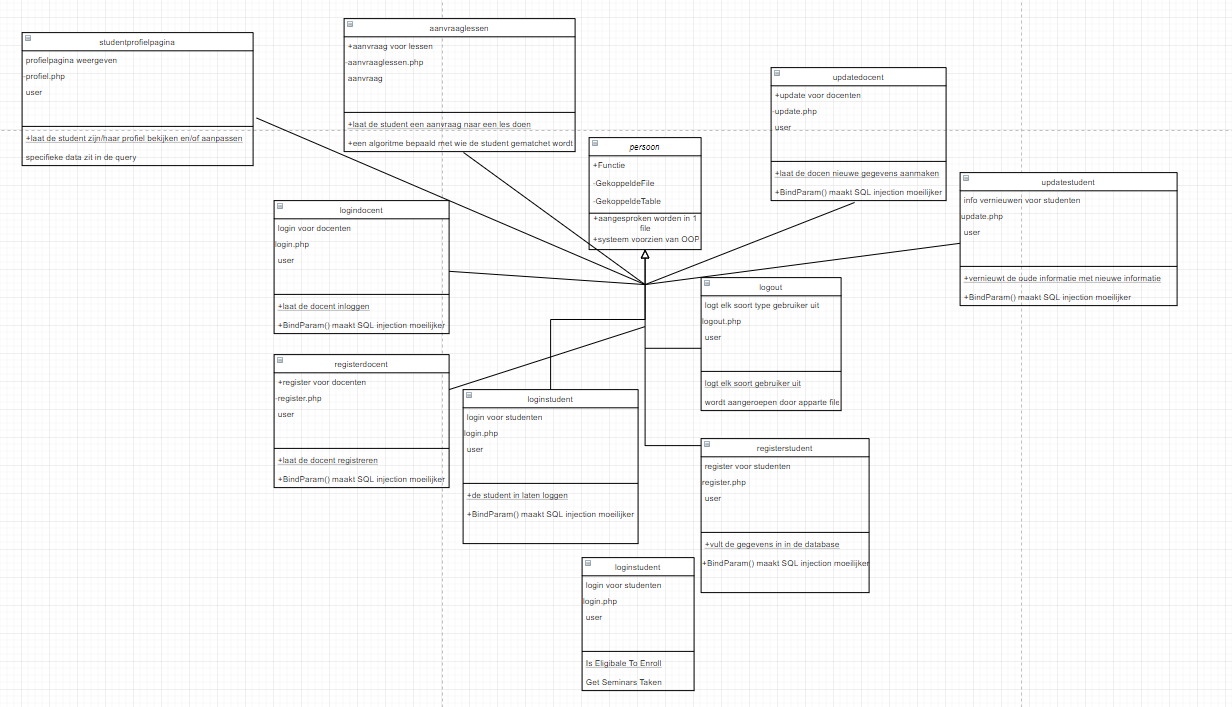 studentprofielpagina
profielpagina weergeven
-profiel.php
user
+laat de student zijn/haar profiel bekijken en/of aanpassen
specifieke data zit in de query
aanvraaglessen
+aanvraag voor lessen
-aanvraaglessen.php
aanvraag
+laat de student een aanvraag naar een les doen
+een algoritme bepaald met wie de student gematchet wordt
updatedocent
+update voor docenten
-update.php
user
+laat de docen nieuwe gegevens aanmaken
+BindParam() maakt SQL injection moeilijker
persoon
+Functie
-GekoppeldeFile
-GekoppeldeTable
+aangesproken worden in 1
file
+systeem voorzien van OOP
updatestudent
info vernieuwen voor studenten
update.php
user
+vernieuwt de oude informatie met nieuwe informatie
+BindParam() maakt SQL injection moeilijker
logindocent
login voor docenten
login.php
user
+laat de docent inloggen
+BindParam() maakt SQL injection moeilijker
logout
logt elk soort type gebruiker uit
logout.php
user
logt elk soort gebruiker uit
wordt aangeroepen door apparte file
registerdocent
+register voor docenten
-register.php
user
+laat de docent registreren
+BindParam() maakt SQL injection moeilijker
loginstudent
login voor studenten
login.php
user
+de student in laten loggen
+BindParam() maakt SQL injection moeilijker
registerstudent
register voor studenten
register.php
user
+vult de gegevens in in de database
+BindParam() maakt SQL injection moeilijker
loginstudent
login voor studenten
login.php
user
Is Eligibale To Enroll
Get Seminars Taken